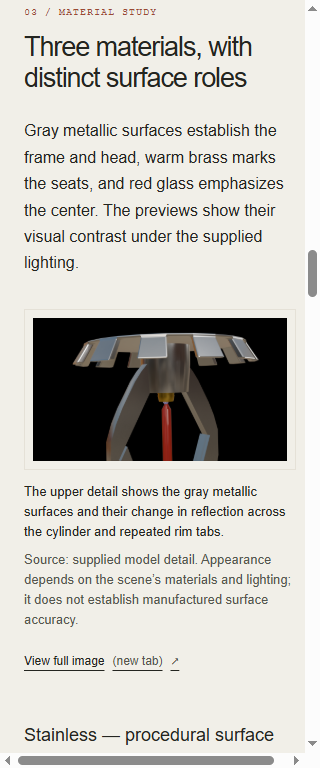 03 / MATERIAL STUDY
Three materials, with
distinct surface roles
Gray metallic surfaces establish the
frame and head, warm brass marks
the seats, and red glass emphasizes
the center. The previews show their
visual contrast under the supplied
lighting.
The upper detail shows the gray metallic
surfaces and their change in reflection across
the cylinder and repeated rim tabs.
Source: supplied model detail. Appearance
depends on the scene’s materials and lighting;
it does not establish manufactured surface
accuracy.
View full image (new tab) ↗
Stainless — procedural surface